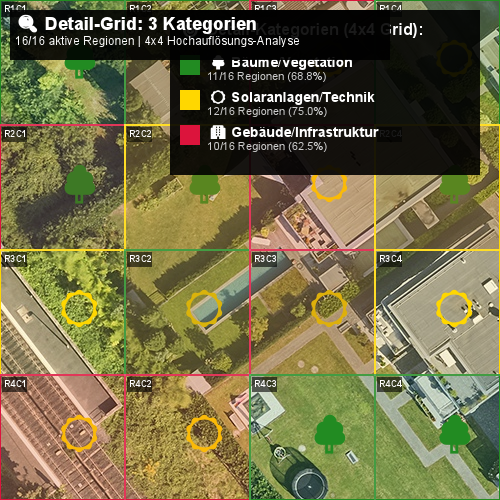 R1C1
R1C2
R1C4
🔍 Detail-Grid: 3 Kategorien
Kategorien (4x4 Grid):
16/16 aktive Regionen | 4x4 Hochauflösungs-Analyse
Bäume/Vegetation
11/16 Regionen (68.8%)
Solaranlagen/Technik
12/16 Regionen (75.0%)
Gebäude/Infrastruktur
10/16 Regionen (62.5%)
R2C1
R2C2
R2C4
R3C1
R3C2
R3C3
R3C4
R4C1
R4C2
R4C3
R4C4